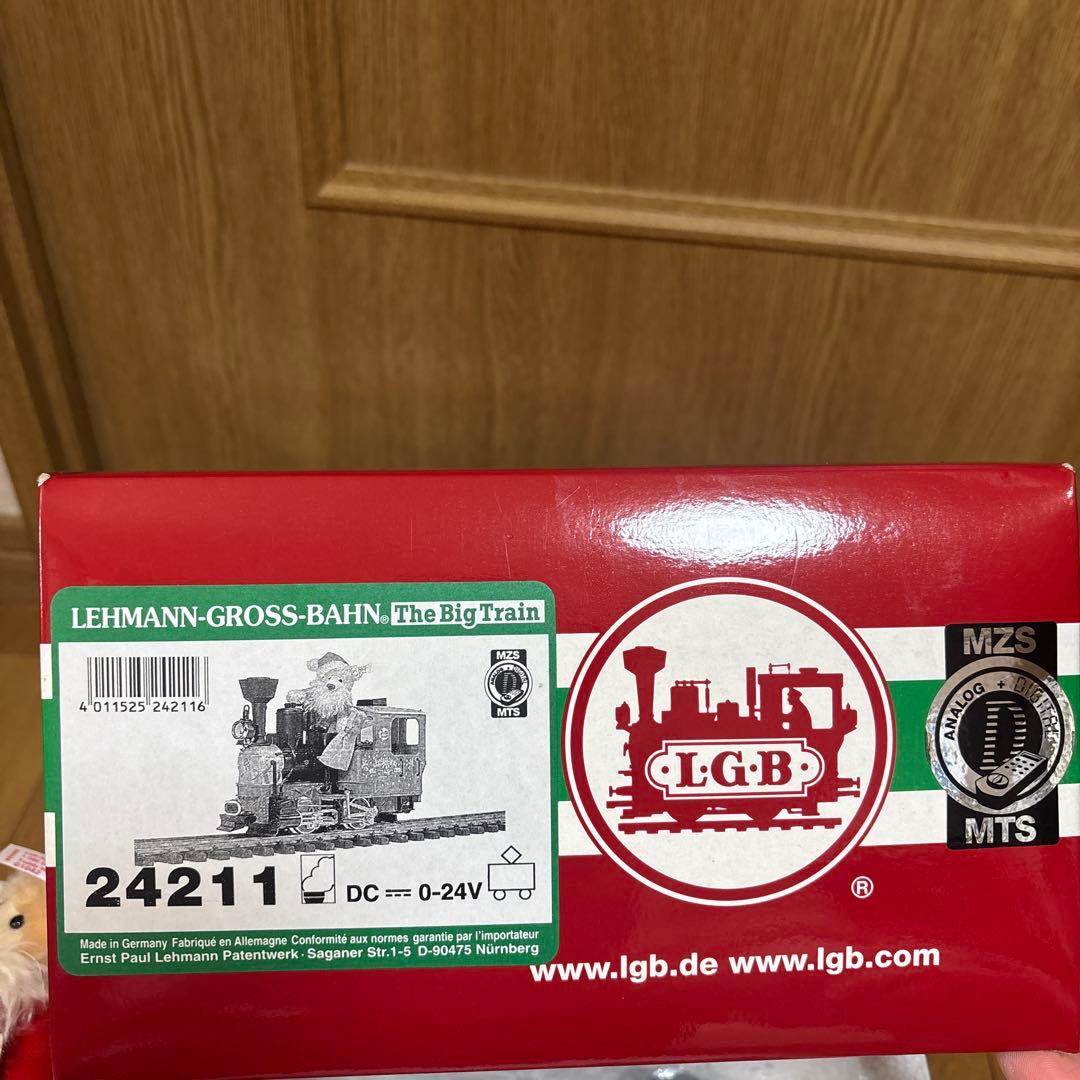 LEHMANN-GROSS-BAHN® The Big Train
4 011525 242116
MZS
MTS
24211
DC 0-24V
Made in Germany Fabriqué en Allemagne Conformité aux normes garantie par l'importateur
Ernst Paul Lehmann Patentwerk · Saganer Str.1-5 D-90475 Nürnberg
L·G·B
®
www.lgb.de www.lgb.com
MZS
ANALOG + DIGITAL
MTS